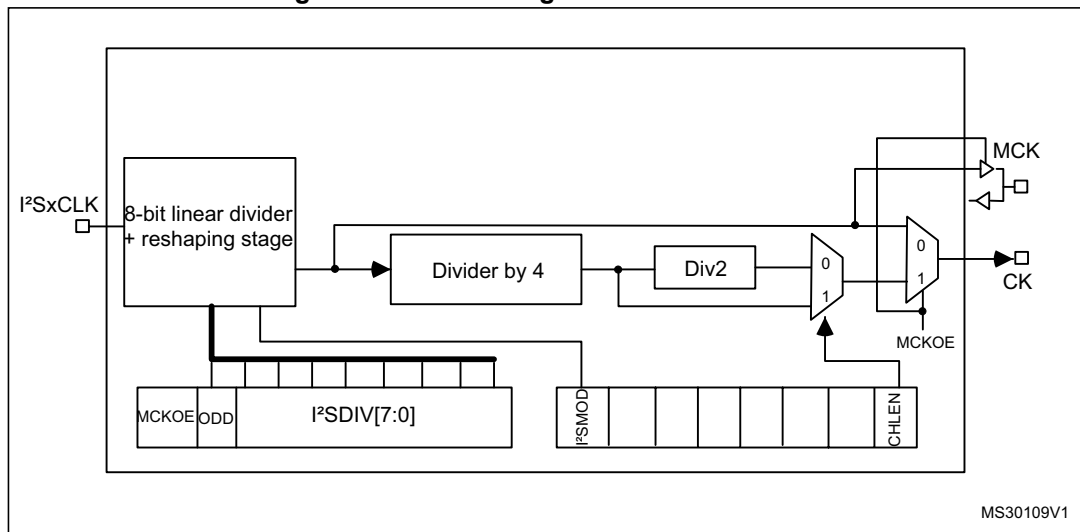 MCK
I²SxCLK
8-bit linear divider
+ reshaping stage
0
Divider by 4
Div2
0
1
1
CK
MCKOE
MCKOE
ODD
I²SDIV[7:0]
I²SMOD
CHLEN
MS30109V1